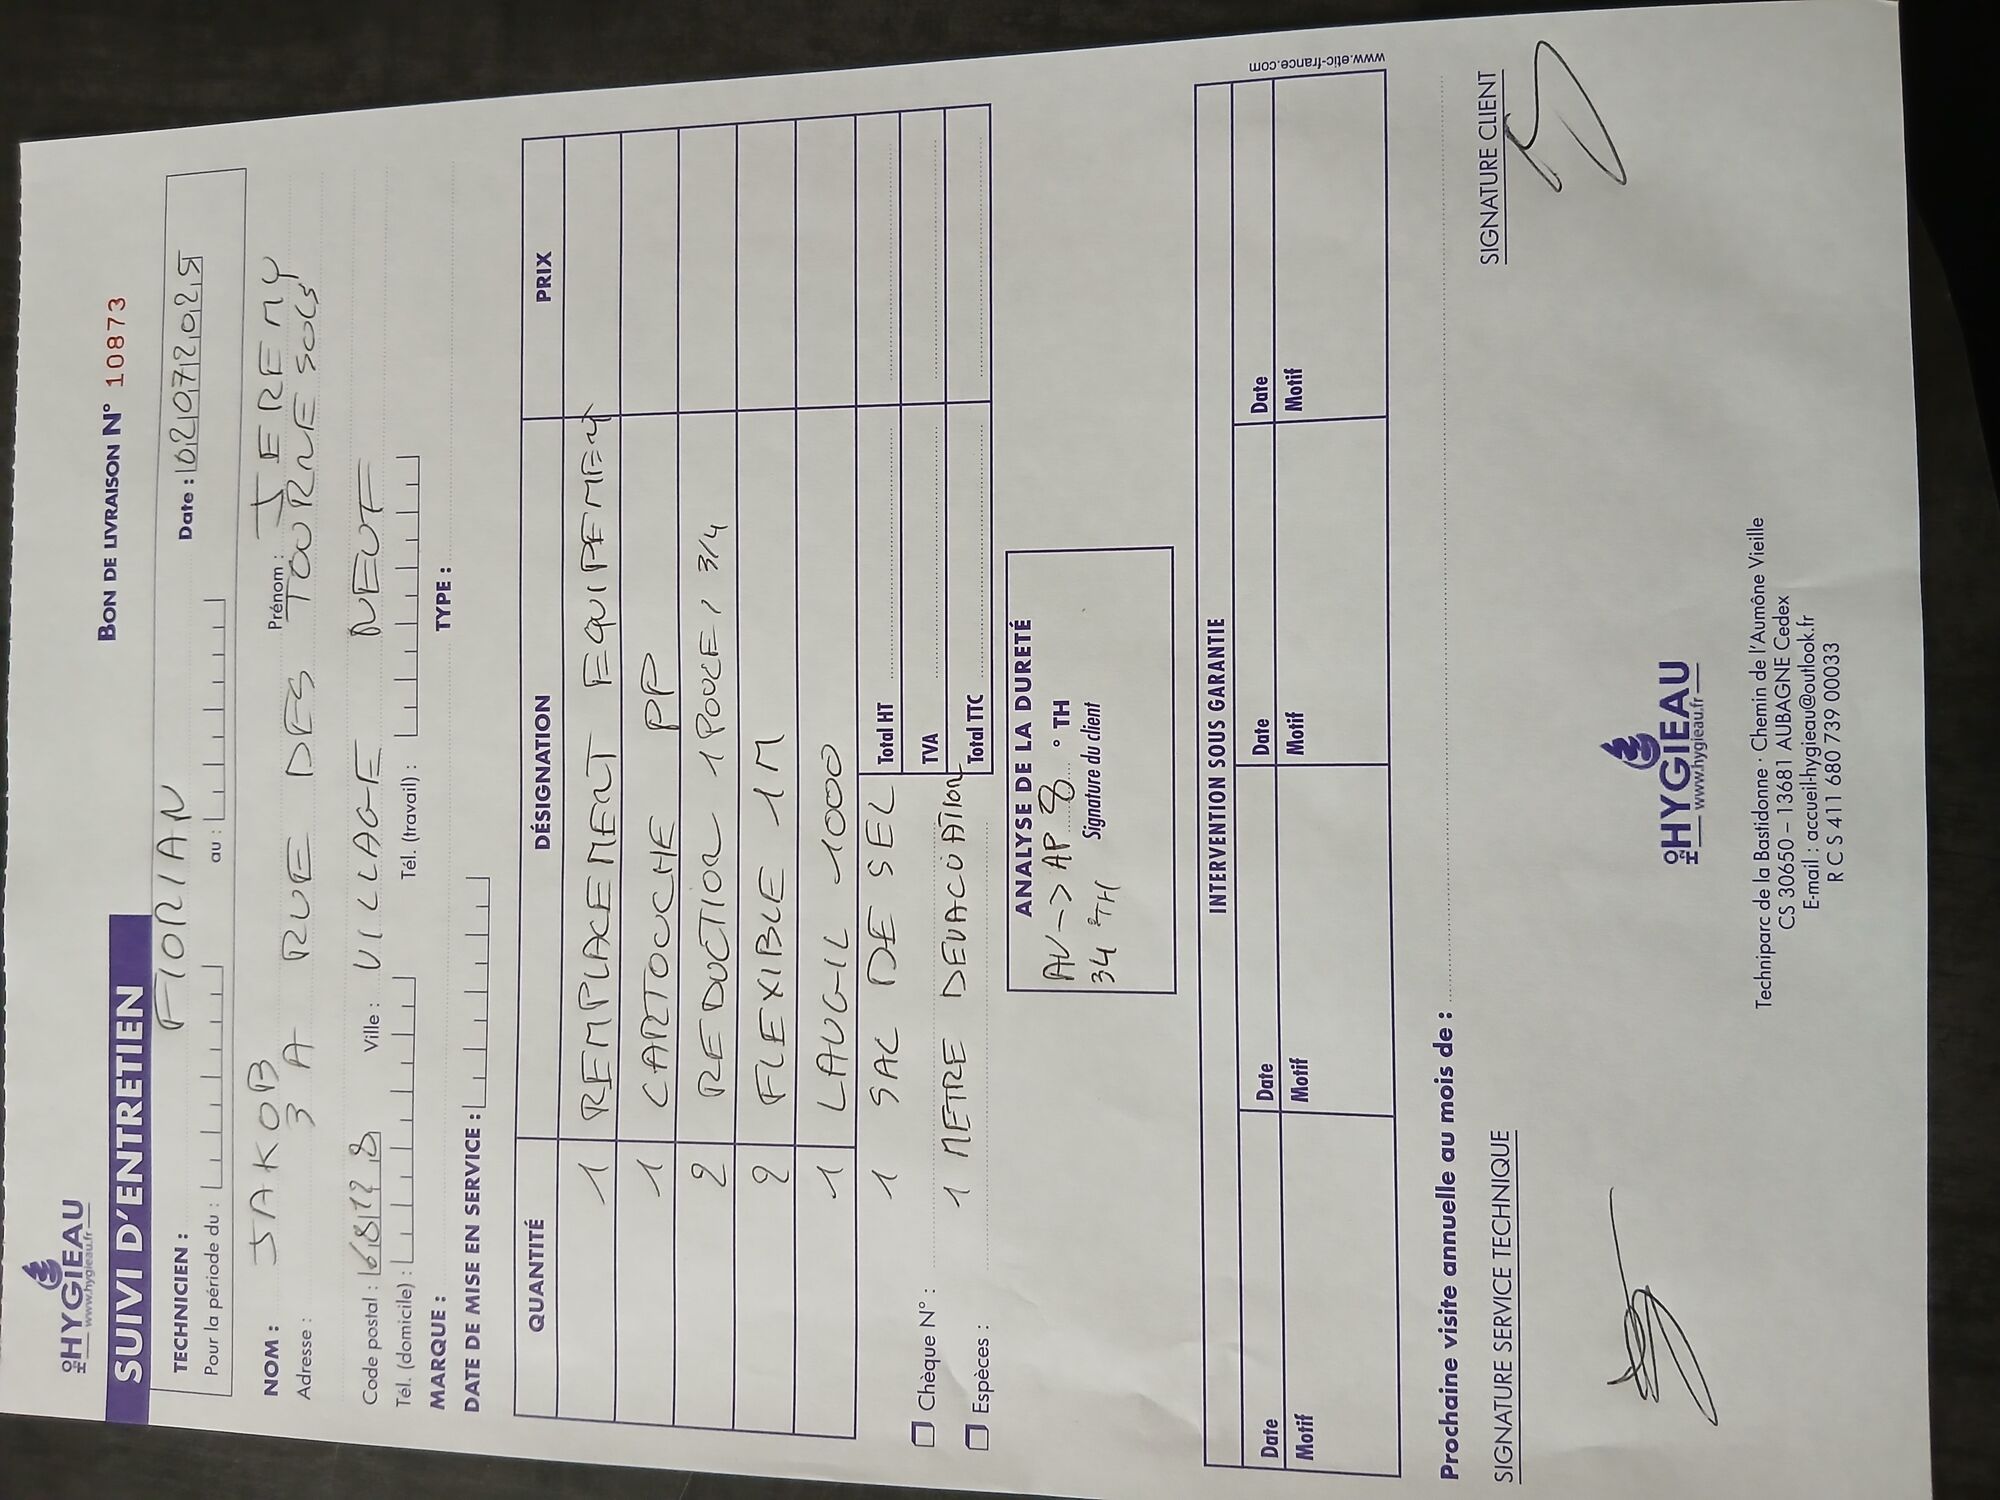 H2O HYGIEAU
www.hygieau.fr
BON DE LIVRAISON N° 10873
SUIVI D'ENTRETIEN
TECHNICIEN : FIORIAN
Date : 02072025
Pour la période du : au :
NOM : JAKOB Prénom : JEREMY
Adresse : 3 A RUE DES TOURNESOLS
Code postal : 68128 Ville : VILLAGE NEUF
Tél. (domicile) : Tél. (travail) :
MARQUE : TYPE :
DATE DE MISE EN SERVICE :
QUANTITÉ DÉSIGNATION PRIX
1 REMPLACEMENT EQUIPEMENT
1 CARTOUCHE PP
2 REDUCTION 1 POUCE / 3/4
2 FLEXIBLE 1M
1 LAUGIL 1000
1 SAC DE SEL Total HT
1 METRE DEVACUATION TVA
Total TTC
Chèque N° :
Espèces :
ANALYSE DE LA DURETÉ
AV -> AP 8 ° TH
34 °TH Signature du client
INTERVENTION SOUS GARANTIE
Date Date Date Date
Motif Motif Motif Motif
www.etic-france.com
Prochaine visite annuelle au mois de :
SIGNATURE SERVICE TECHNIQUE SIGNATURE CLIENT
H2O HYGIEAU
www.hygieau.fr
Techniparc de la Bastidonne · Chemin de l'Aumône Vieille
CS 30650 – 13681 AUBAGNE Cedex
E-mail : accueil-hygieau@outlook.fr
R C S 411 680 739 00033